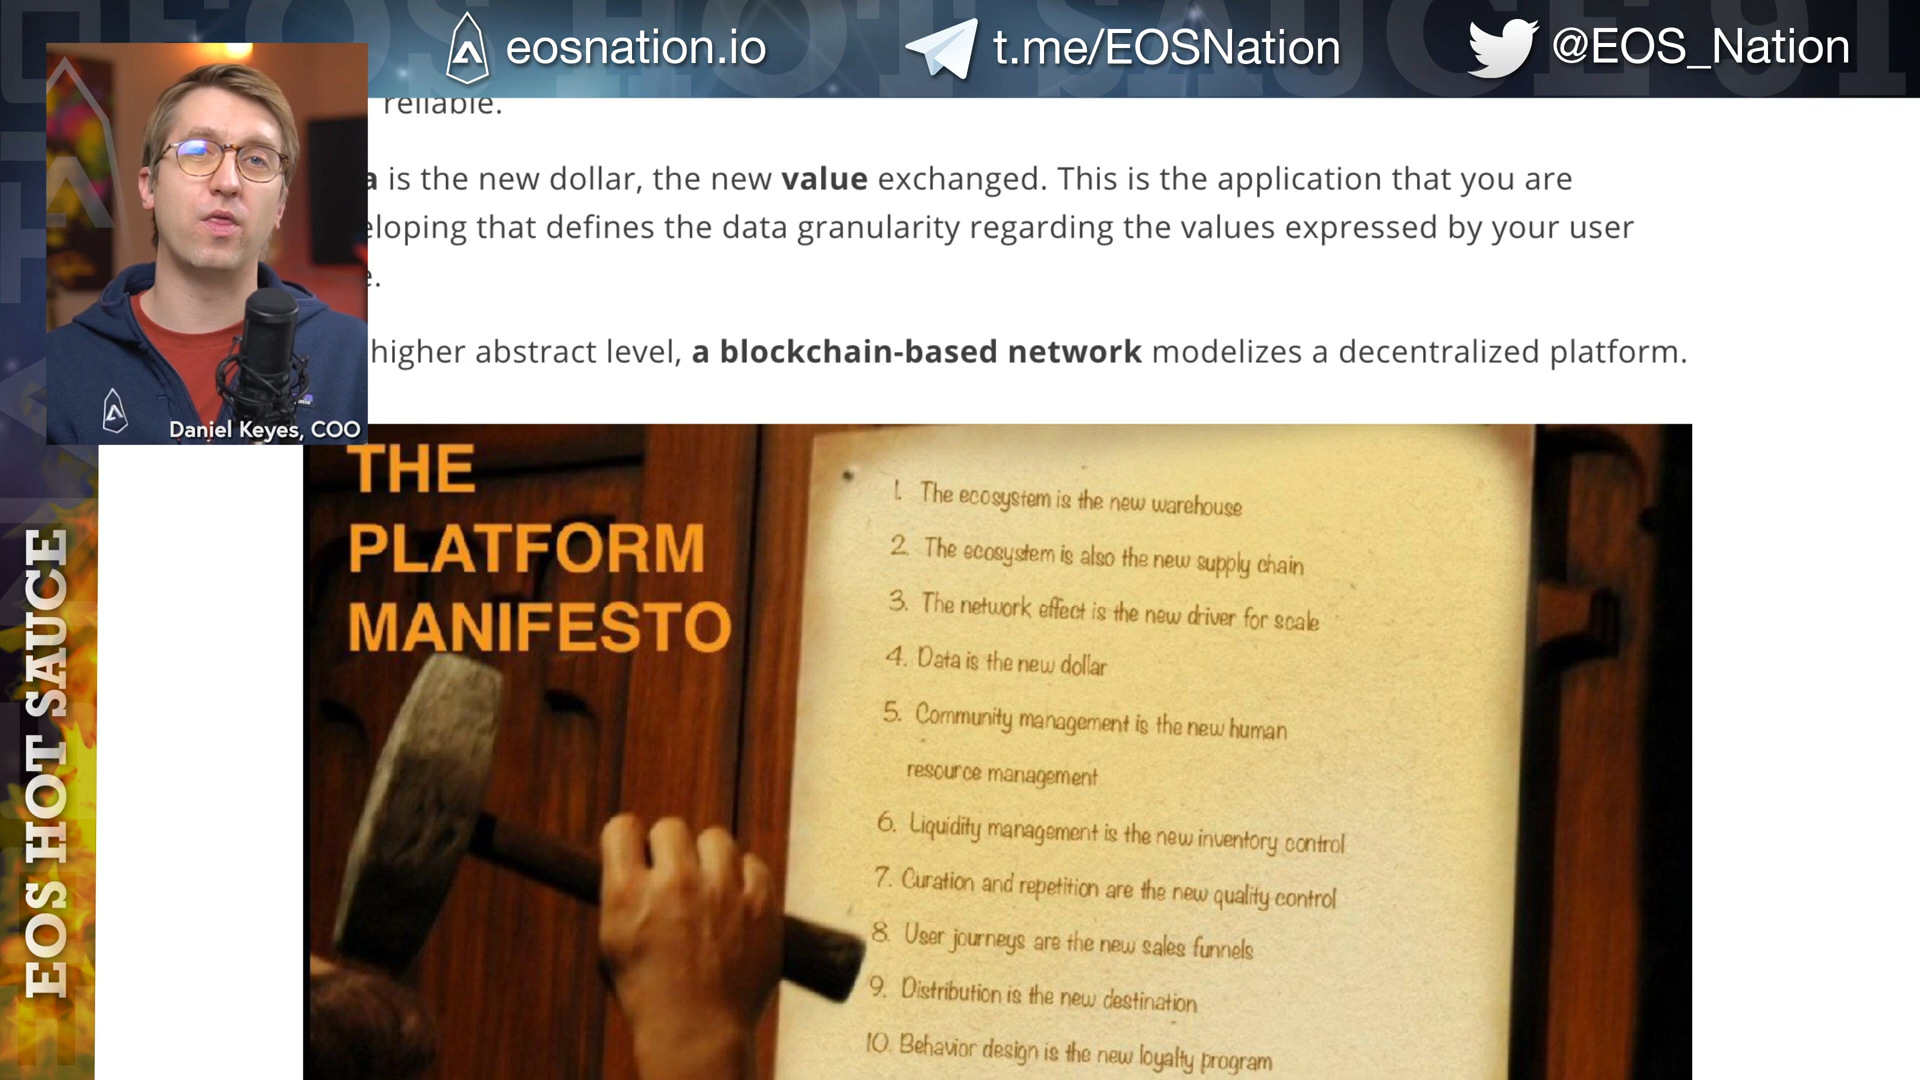 eosnation.io
t.me/EOSNation
@EOS_Nation
reliable.
a is the new dollar, the new value exchanged. This is the application that you are
eloping that defines the data granularity regarding the values expressed by your user
e.
higher abstract level, a blockchain-based network modelizes a decentralized platform.
Daniel Keyes, COO
EOS HOT SAUCE
THE
PLATFORM
MANIFESTO
1. The ecosystem is the new warehouse
2. The ecosystem is also the new supply chain
3. The network effect is the new driver for scale
4. Data is the new dollar
5. Community management is the new human
resource management
6. Liquidity management is the new inventory control
7. Curation and repetition are the new quality control
8. User journeys are the new sales funnels
9. Distribution is the new destination
10. Behavior design is the new loyalty program